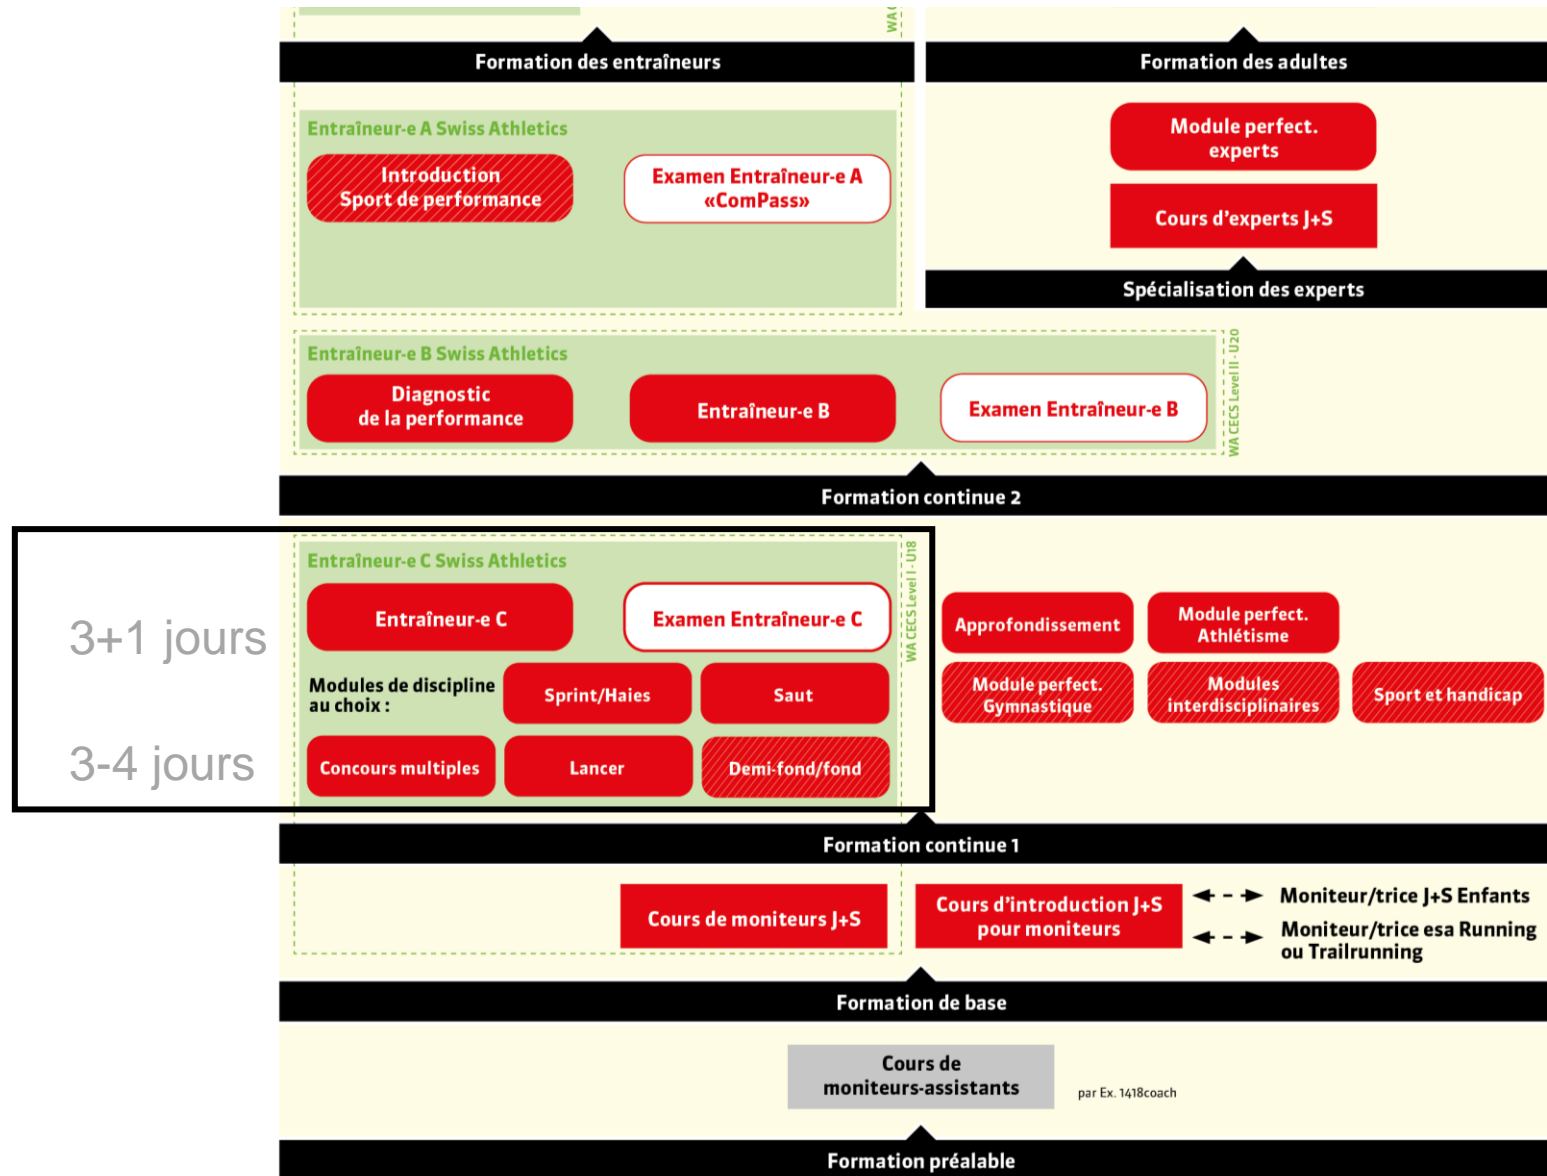 WA C
Formation des entraîneurs
Formation des adultes
Entraîneur-e A Swiss Athletics
Introduction
Sport de performance
Examen Entraîneur-e A
«ComPass»
Module perfect.
experts
Cours d'experts J+S
Spécialisation des experts
Entraîneur-e B Swiss Athletics
Diagnostic
de la performance
Entraîneur-e B
Examen Entraîneur-e B
WA CECS Level II - U20
Formation continue 2
Entraîneur-e C Swiss Athletics
3+1 jours
Entraîneur-e C
Examen Entraîneur-e C
WA CECS Level I - U18
Approfondissement
Module perfect.
Athlétisme
Modules de discipline
au choix :
Sprint/Haies
Saut
Module perfect.
Gymnastique
Modules
interdisciplinaires
Sport et handicap
3-4 jours
Concours multiples
Lancer
Demi-fond/fond
Formation continue 1
Cours de moniteurs J+S
Cours d'introduction J+S
pour moniteurs
Moniteur/trice J+S Enfants
Moniteur/trice esa Running
ou Trailrunning
Formation de base
Cours de
moniteurs-assistants
par Ex. 1418coach
Formation préalable